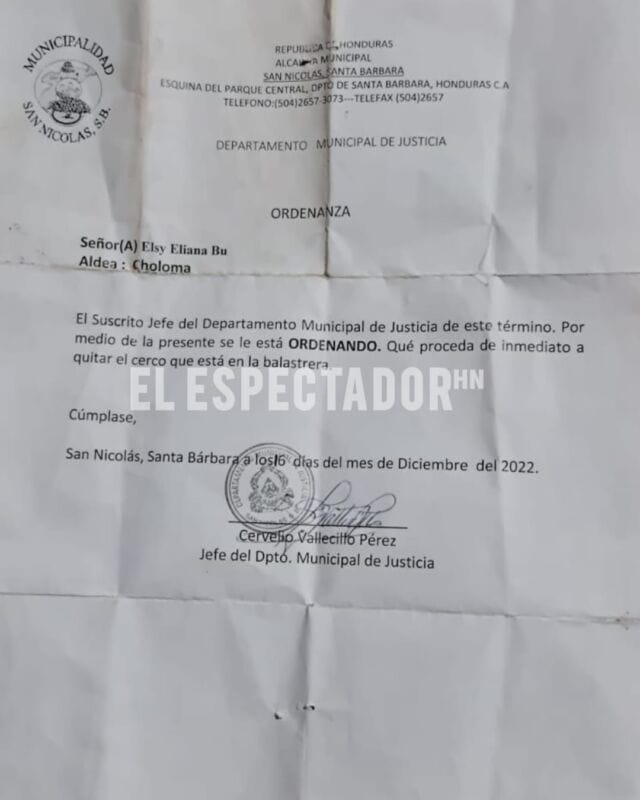 MUNICIPALIDAD
SAN NICOLAS, S.B.
REPUBLICA DE HONDURAS
ALCALDIA MUNICIPAL
SAN NICOLAS, SANTA BARBARA
ESQUINA DEL PARQUE CENTRAL, DPTO DE SANTA BARBARA, HONDURAS C.A
TELEFONO:(504)2657-3073---TELEFAX (504)2657
DEPARTAMENTO MUNICIPAL DE JUSTICIA
ORDENANZA
Señor(A) Elsy Eliana Bu
Aldea : Choloma
El Suscrito Jefe del Departamento Municipal de Justicia de este término. Por
medio de la presente se le está ORDENANDO. Qué proceda de inmediato a
quitar el cerco que está en la balastrera.
EL ESPECTADOR HN
Cúmplase,
San Nicolás, Santa Bárbara a los 16 días del mes de Diciembre del 2022.
Cervelio Vallecillo Pérez
Jefe del Dpto. Municipal de Justicia